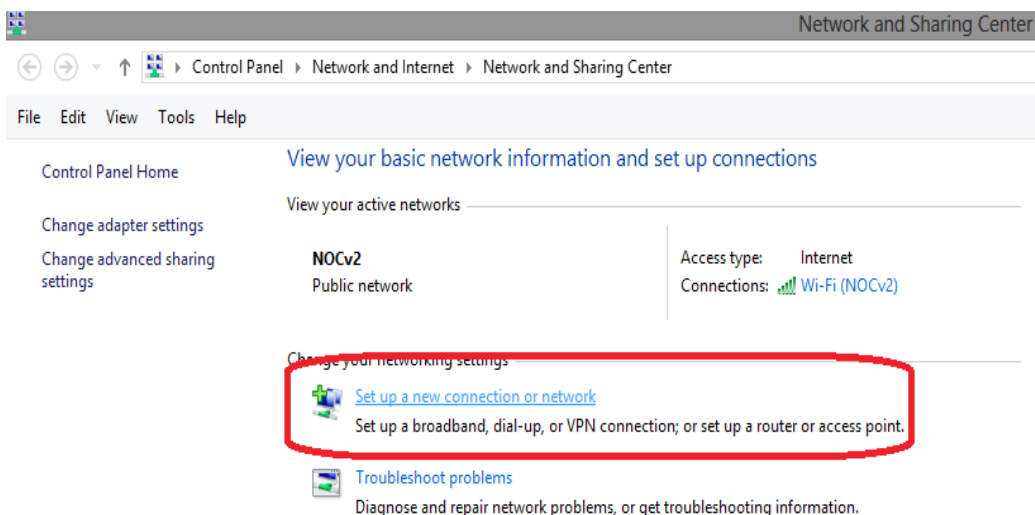 Network and Sharing Center
Control Panel Network and Internet Network and Sharing Center
File Edit View Tools Help
Control Panel Home
Change adapter settings
Change advanced sharing
settings
View your basic network information and set up connections
View your active networks
NOCv2
Public network
Access type: Internet
Connections: Wi-Fi (NOCv2)
Change your networking settings
Set up a new connection or network
Set up a broadband, dial-up, or VPN connection; or set up a router or access point.
Troubleshoot problems
Diagnose and repair network problems, or get troubleshooting information.